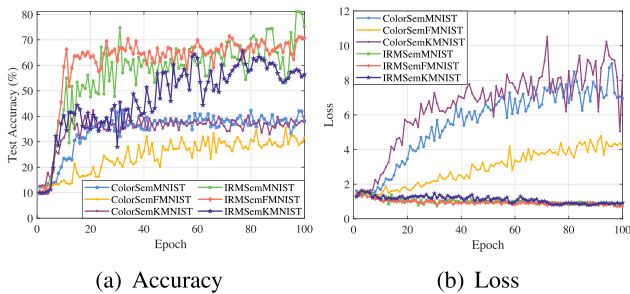 80
70
60
50
40
30
20
10
0
Test Accuracy (%)
ColorSemMNIST
ColorSemFMNIST
ColorSemKMNIST
IRMSemMNIST
IRMSemFMNIST
IRMSemKMNIST
0 20 40 60 80 100
Epoch
(a) Accuracy
12
10
8
6
4
2
0
Loss
ColorSemMNIST
ColorSemFMNIST
ColorSemKMNIST
IRMSemMNIST
IRMSemFMNIST
IRMSemKMNIST
0 20 40 60 80 100
Epoch
(b) Loss